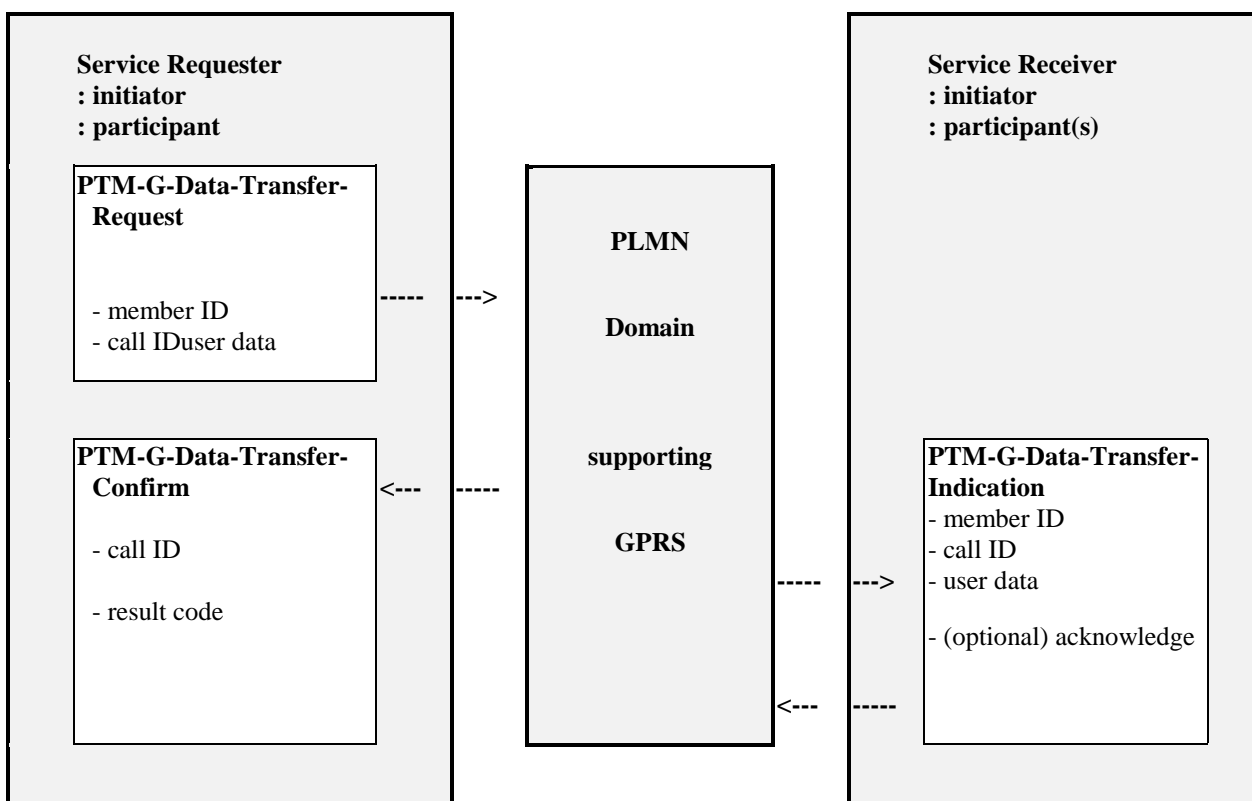 Service Requester
: initiator
: participant
PTM-G-Data-Transfer-
Request
- member ID
- call IDuser data
----- --->
PTM-G-Data-Transfer-
Confirm
<--- -----
- call ID
- result code
PLMN
Domain
supporting
GPRS
Service Receiver
: initiator
: participant(s)
PTM-G-Data-Transfer-
Indication
- member ID
- call ID
- user data
----- --->
- (optional) acknowledge
<--- -----